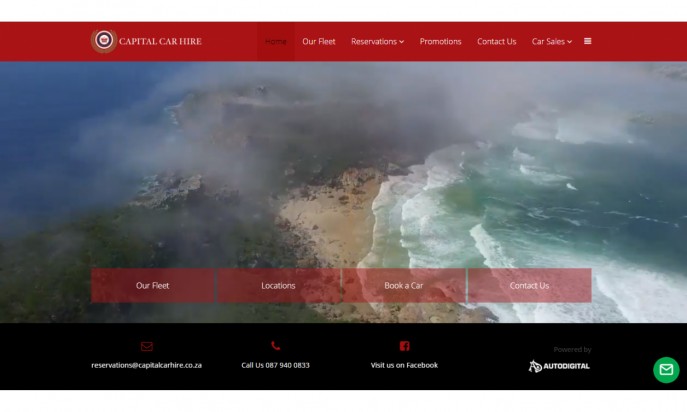 CAPITAL CAR HIRE
Home
Our Fleet
Reservations
Promotions
Contact Us
Car Sales
Our Fleet
Locations
Book a Car
Contact Us
reservations@capitalcarhire.co.za
Call Us 087 940 0833
Visit us on Facebook
Powered by
AUTODIGITAL